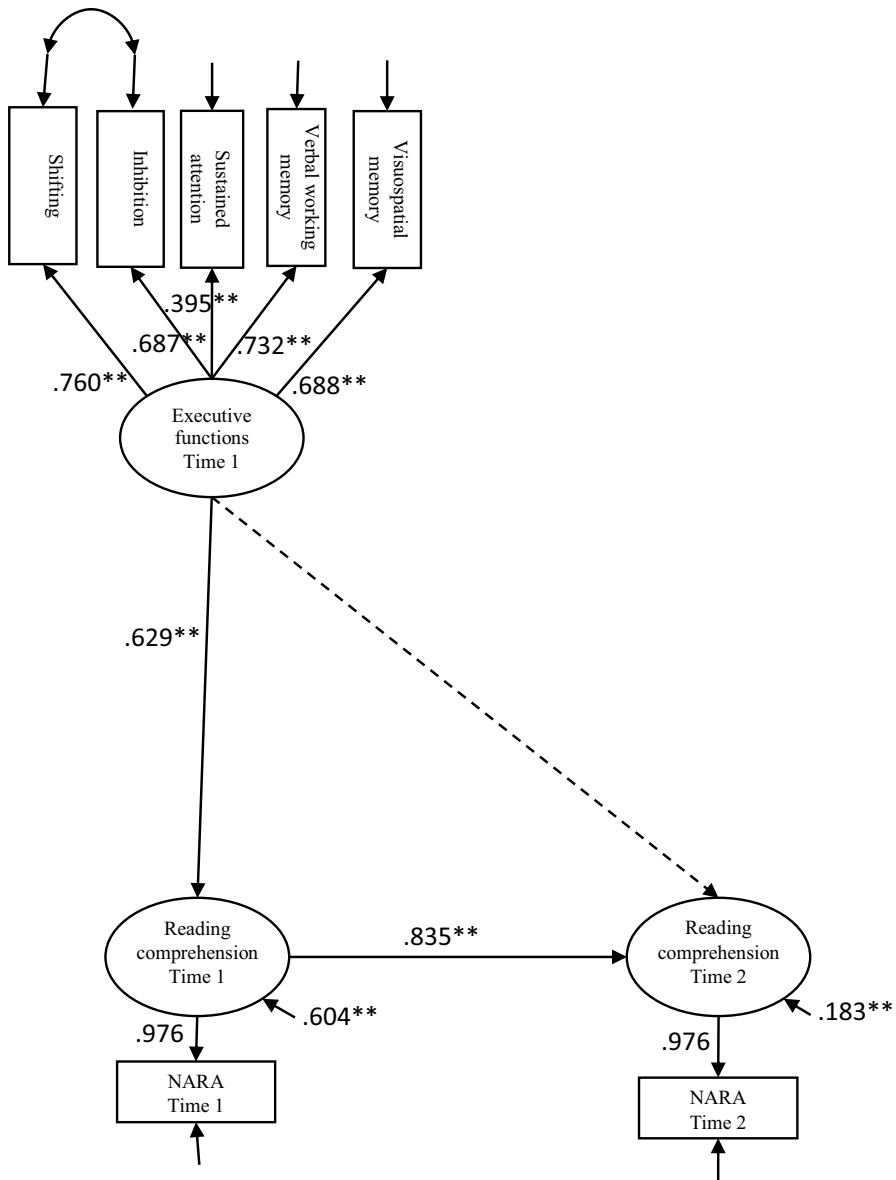 Shifting
Inhibition
Sustained
attention
Verbal working
memory
Visuospatial
memory
.395**
.687**
.732**
.760**
.688**
Executive
functions
Time 1
.629**
Reading
comprehension
Time 1
.835**
Reading
comprehension
Time 2
.604**
.183**
.976
.976
NARA
Time 1
NARA
Time 2